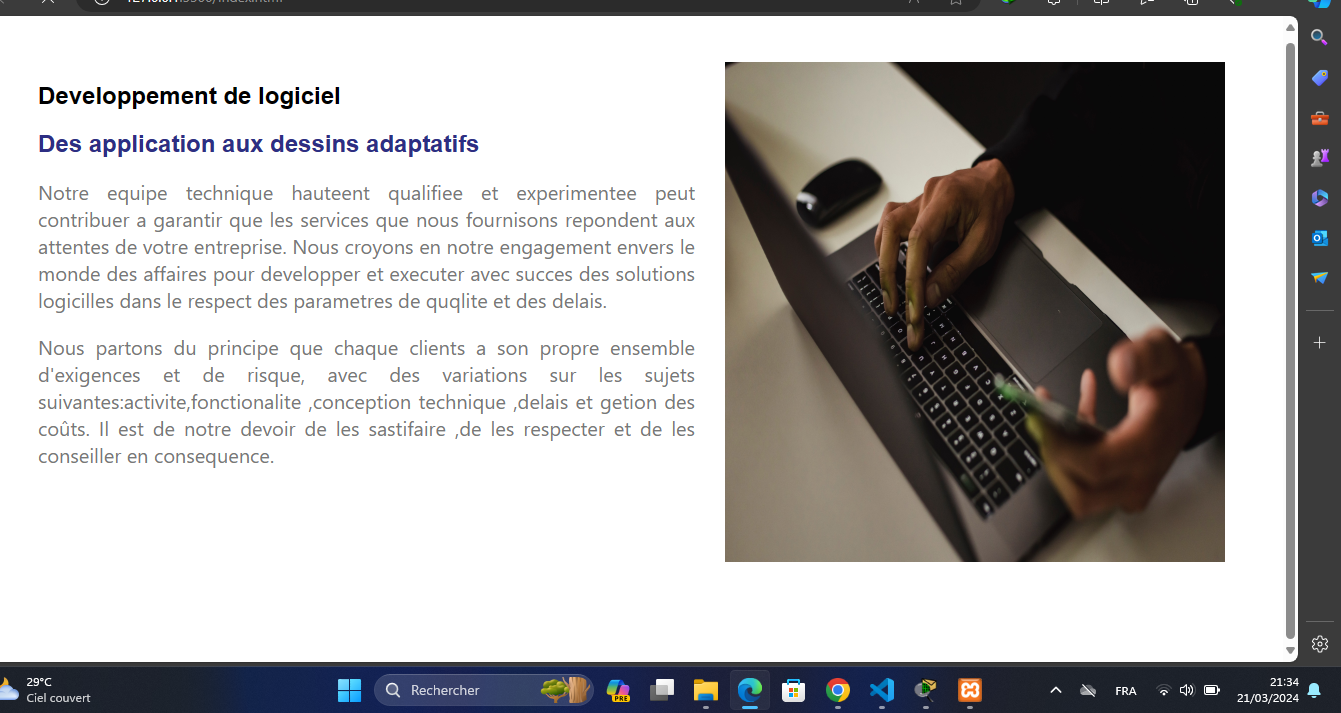 Developpement de logiciel
Des application aux dessins adaptatifs
Notre equipe technique hauteent qualifiee et experimentee peut
contribuer a garantir que les services que nous fournisons repondent aux
attentes de votre entreprise. Nous croyons en notre engagement envers le
monde des affaires pour developper et executer avec succes des solutions
logicilles dans le respect des parametres de quqlite et des delais.
Nous partons du principe que chaque clients a son propre ensemble
d'exigences et de risque, avec des variations sur les sujets
suivantes:activite,fonctionalite ,conception technique ,delais et getion des
coûts. Il est de notre devoir de les sastifaire ,de les respecter et de les
conseiller en consequence.
29°C
Ciel couvert
Rechercher
PRE
FRA
21:34
21/03/2024